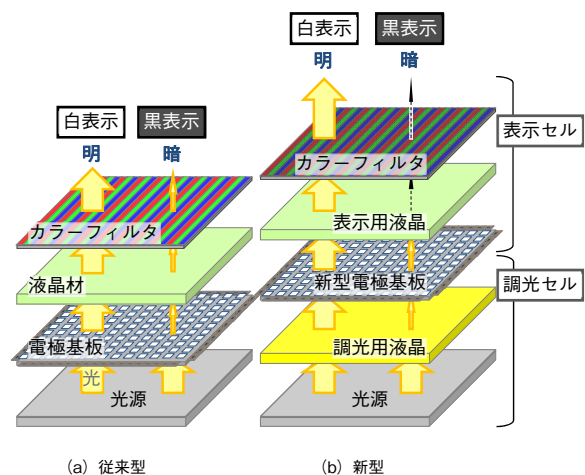 白表示
黒表示
明
暗
カラーフィルタ
液晶材
電極基板
光
光源
(a) 従来型
白表示
黒表示
明
暗
カラーフィルタ
表示用液晶
新型電極基板
調光用液晶
光源
表示セル
調光セル
(b) 新型